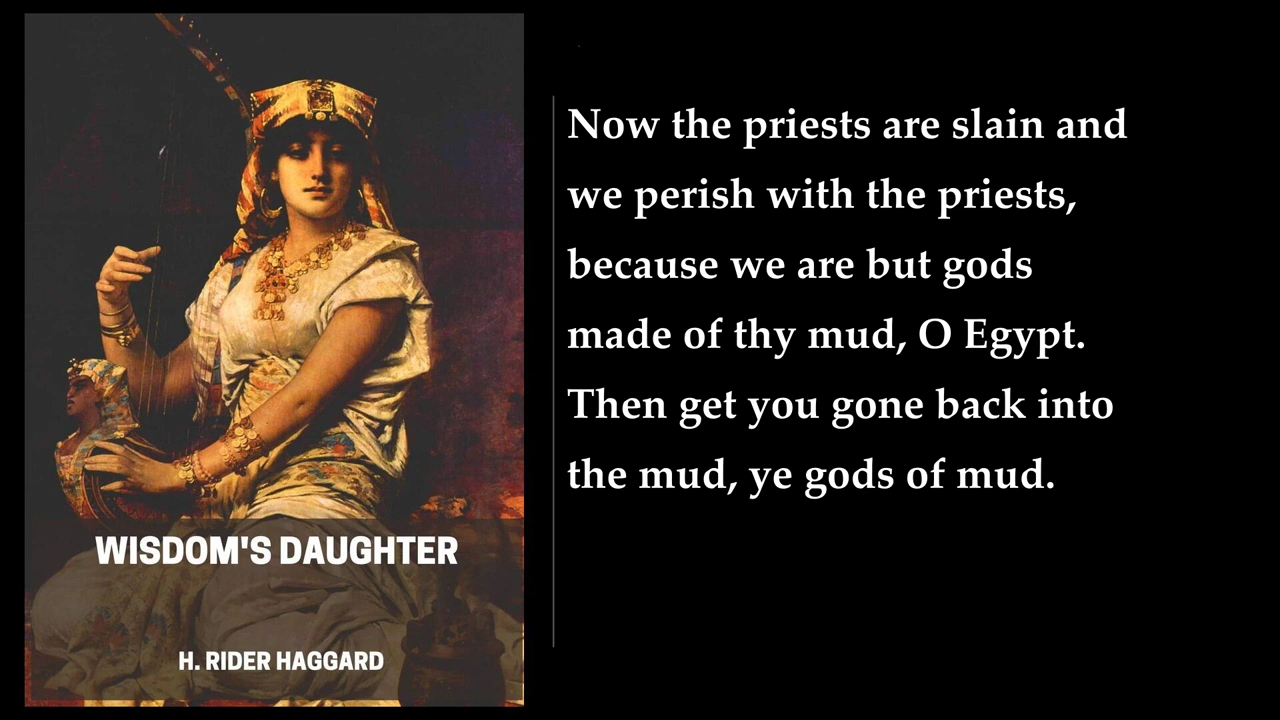 WISDOM'S DAUGHTER
H. RIDER HAGGARD
Now the priests are slain and
we perish with the priests,
because we are but gods
made of thy mud, O Egypt.
Then get you gone back into
the mud, ye gods of mud.